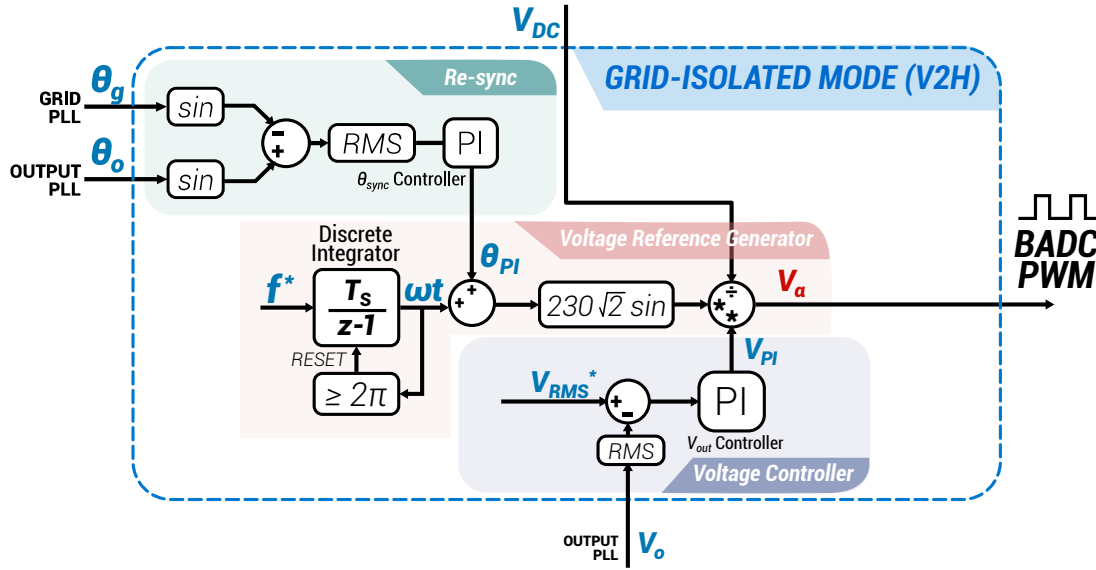 V_DC
GRID-ISOLATED MODE (V2H)
Re-sync
θ_g
GRID
PLL
sin
-
+
RMS
PI
θ_o
OUTPUT
PLL
sin
θ_sync Controller
Voltage Reference Generator
Discrete
Integrator
θ_PI
f*
T_s
z-1
ωt
+
+
230√2 sin
÷
* *
V_a
BADC
PWM
RESET
≥ 2π
V_PI
V_RMS*
+
-
PI
RMS
V_out Controller
Voltage Controller
OUTPUT
PLL
V_o